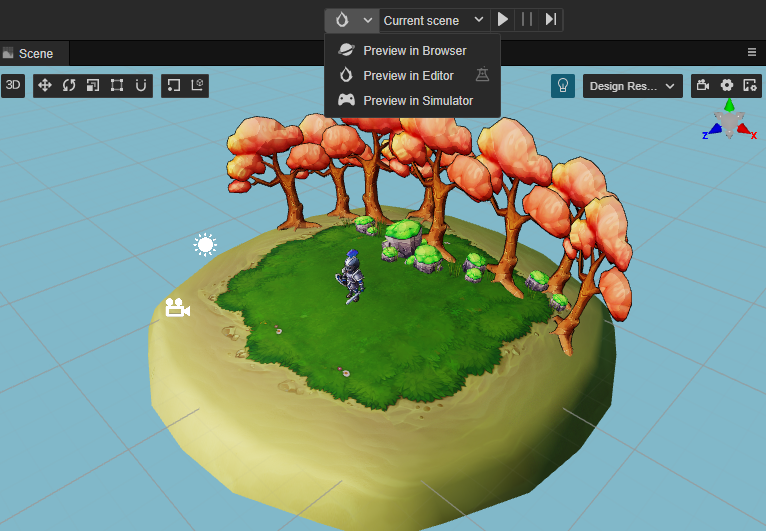 Current scene
Scene
Preview in Browser
Preview in Editor
Preview in Simulator
3D
Design Res...
Z
X